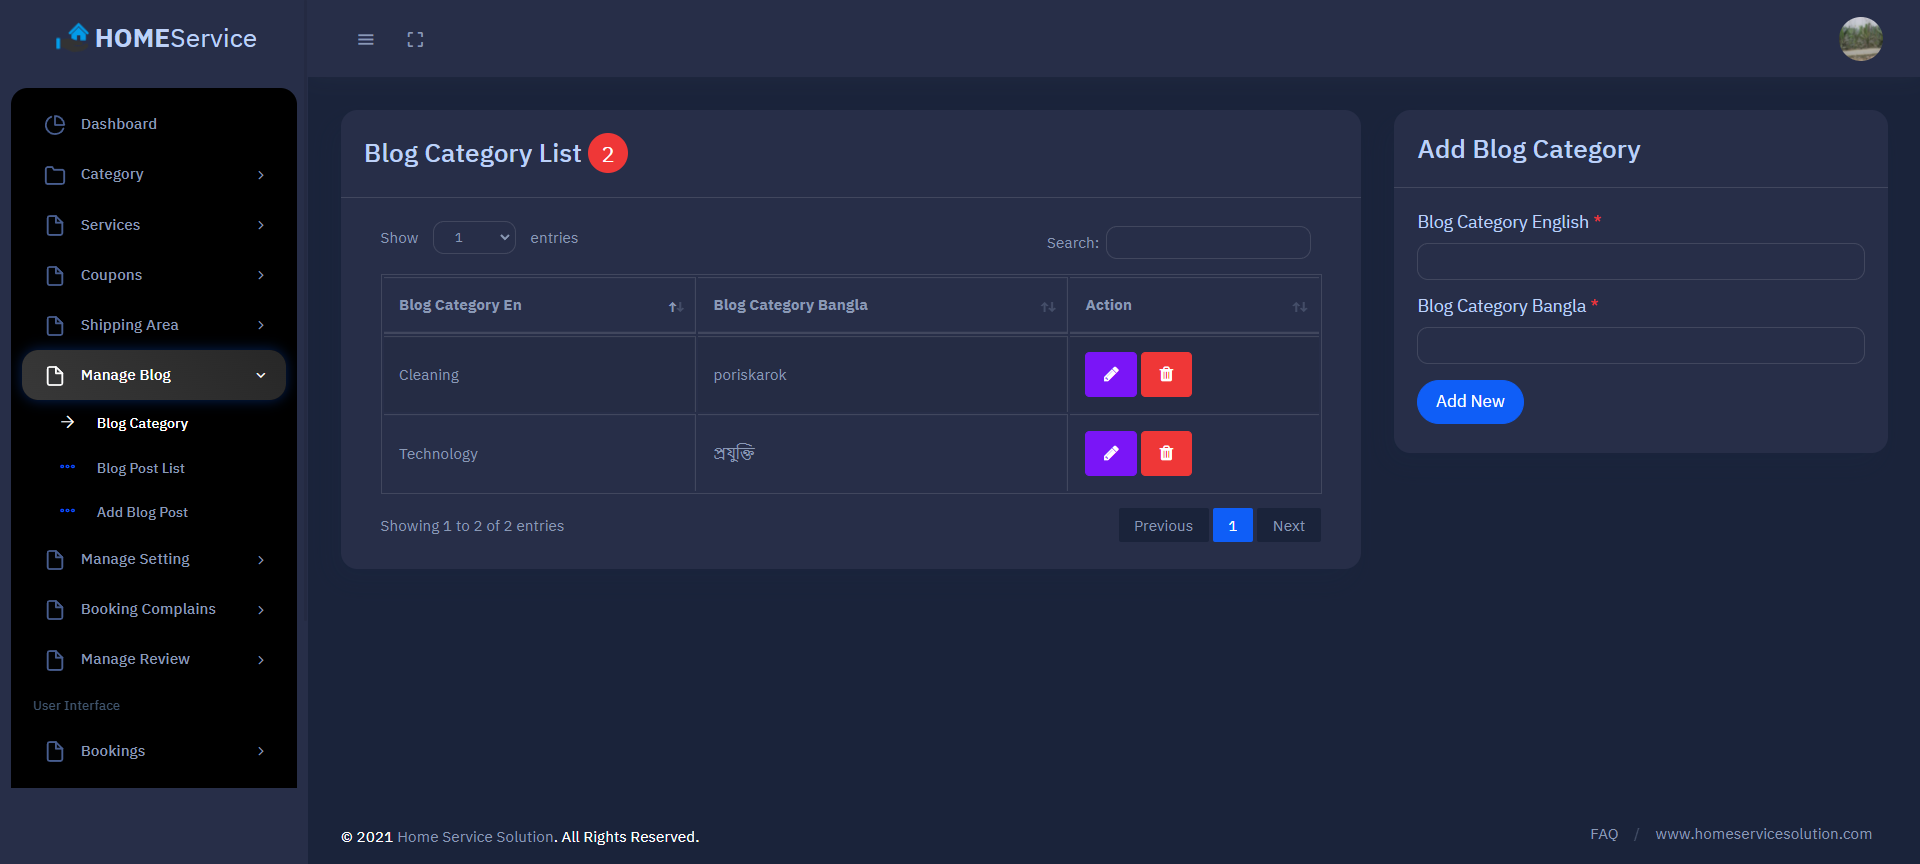 HOMEService
Dashboard
Category
Services
Coupons
Shipping Area
Manage Blog
Blog Category
Blog Post List
Add Blog Post
Manage Setting
Booking Complains
Manage Review
User Interface
Bookings
Blog Category List 2
Show 1 entries
Search:
Blog Category En Blog Category Bangla Action
Cleaning poriskarok
Technology প্রযুক্তি
Showing 1 to 2 of 2 entries
Previous 1 Next
Add Blog Category
Blog Category English *
Blog Category Bangla *
Add New
© 2021 Home Service Solution. All Rights Reserved.
FAQ / www.homeservicesolution.com